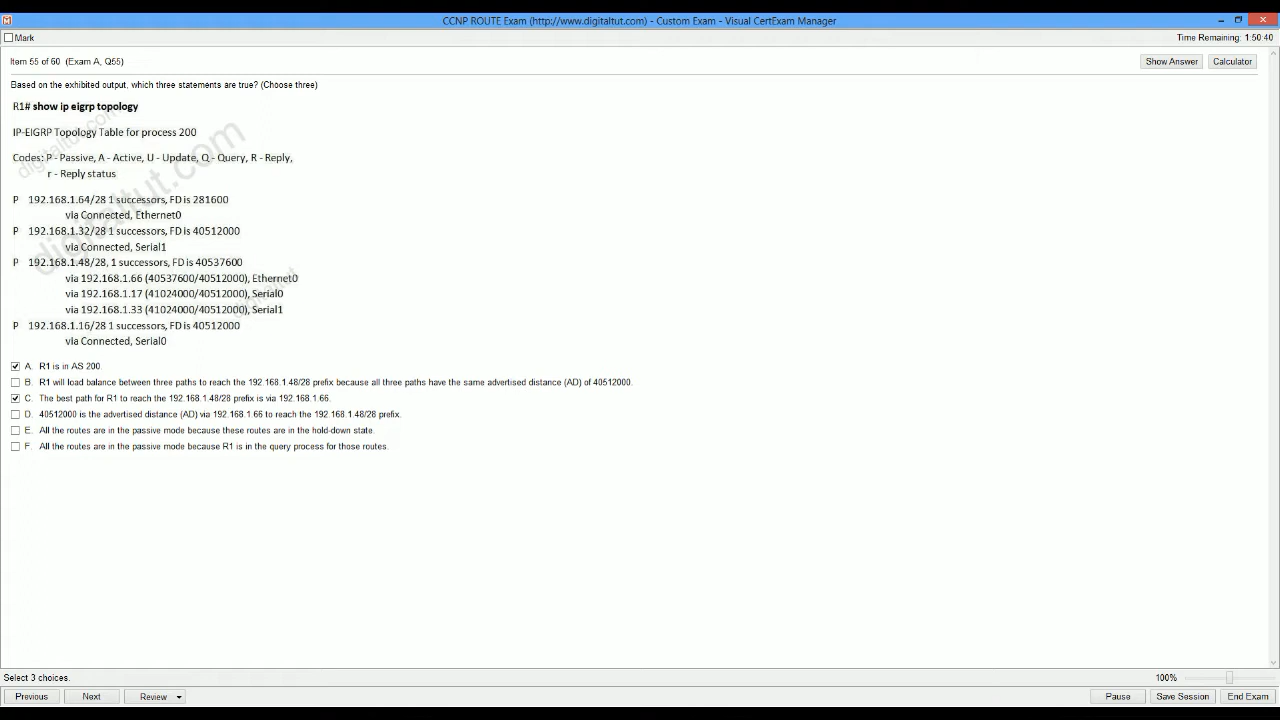 CCNP ROUTE Exam (http://www.digitaltut.com) - Custom Exam - Visual CertExam Manager
Mark
Time Remaining: 1:50:40
Item 55 of 60 (Exam A, Q55)
Show Answer
Calculator
Based on the exhibited output, which three statements are true? (Choose three)
R1# show ip eigrp topology
IP-EIGRP Topology Table for process 200
Codes: P - Passive, A - Active, U - Update, Q - Query, R - Reply,
r - Reply status
P 192.168.1.64/28 1 successors, FD is 281600
via Connected, Ethernet0
P 192.168.1.32/28 1 successors, FD is 40512000
via Connected, Serial1
P 192.168.1.48/28, 1 successors, FD is 40537600
via 192.168.1.66 (40537600/40512000), Ethernet0
via 192.168.1.17 (41024000/40512000), Serial0
via 192.168.1.33 (41024000/40512000), Serial1
P 192.168.1.16/28 1 successors, FD is 40512000
via Connected, Serial0
digitaltut.com
digitaltut.com
A. R1 is in AS 200.
B. R1 will load balance between three paths to reach the 192.168.1.48/28 prefix because all three paths have the same advertised distance (AD) of 40512000.
C. The best path for R1 to reach the 192.168.1.48/28 prefix is via 192.168.1.66.
D. 40512000 is the advertised distance (AD) via 192.168.1.66 to reach the 192.168.1.48/28 prefix.
E. All the routes are in the passive mode because these routes are in the hold-down state.
F. All the routes are in the passive mode because R1 is in the query process for those routes.
Select 3 choices.
100%
Previous
Next
Review
Pause
Save Session
End Exam